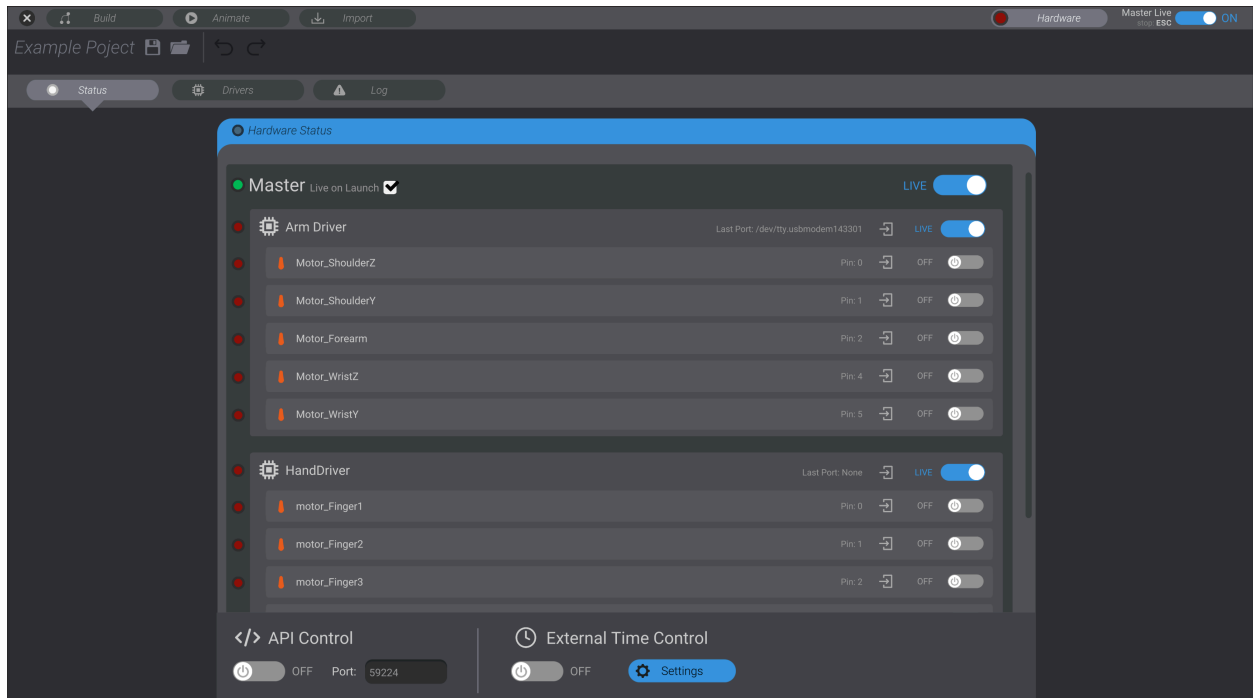 Build Animate Import Hardware Master Live ON
stop: ESC
Example Poject
Status Drivers Log
Hardware Status
Master Live on Launch LIVE
Arm Driver Last Port: /dev/tty.usbmodem143301 LIVE
Motor_ShoulderZ Pin: 0 OFF
Motor_ShoulderY Pin: 1 OFF
Motor_Forearm Pin: 2 OFF
Motor_WristZ Pin: 4 OFF
Motor_WristY Pin: 5 OFF
HandDriver Last Port: None LIVE
motor_Finger1 Pin: 0 OFF
motor_Finger2 Pin: 1 OFF
motor_Finger3 Pin: 2 OFF
</> API Control External Time Control
OFF Port: 59224 OFF Settings